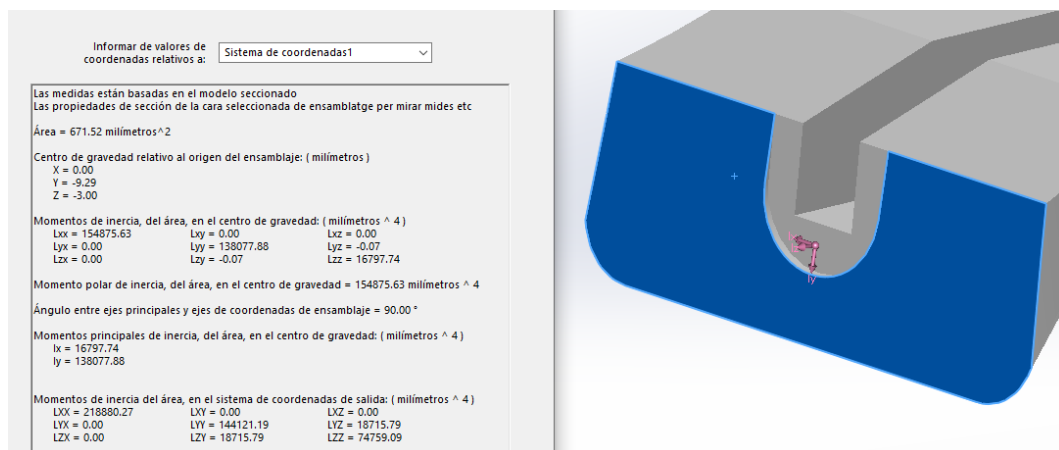 Informar de valores de
coordenadas relativos a:
Sistema de coordenadas1
Las medidas están basadas en el modelo seccionado
Las propiedades de sección de la cara seleccionada de ensamblatge per mirar mides etc
Área = 671.52 milímetros^2
Centro de gravedad relativo al origen del ensamblaje: ( milímetros )
X = 0.00
Y = -9.29
Z = -3.00
Momentos de inercia, del área, en el centro de gravedad: ( milímetros ^ 4 )
Lxx = 154875.63 Lxy = 0.00 Lxz = 0.00
Lyx = 0.00 Lyy = 138077.88 Lyz = -0.07
Lzx = 0.00 Lzy = -0.07 Lzz = 16797.74
Momento polar de inercia, del área, en el centro de gravedad = 154875.63 milímetros ^ 4
Ángulo entre ejes principales y ejes de coordenadas de ensamblaje = 90.00 °
Momentos principales de inercia, del área, en el centro de gravedad: ( milímetros ^ 4 )
Ix = 16797.74
Iy = 138077.88
Momentos de inercia del área, en el sistema de coordenadas de salida: ( milímetros ^ 4 )
LXX = 218880.27 LXY = 0.00 LXZ = 0.00
LYX = 0.00 LYY = 144121.19 LYZ = 18715.79
LZX = 0.00 LZY = 18715.79 LZZ = 74759.09